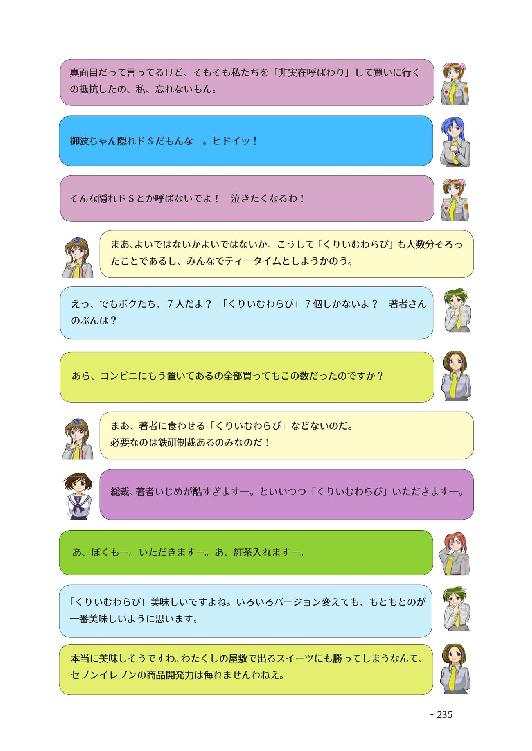 真面目だって言ってるけど、そもそも私たちを「非実在呼ばわり」して買いに行く
の抵抗したの、私、忘れないもん。
御波ちゃん隠れドSだもんな―。ヒドイッ！
そんな隠れドSとか呼ばないでよ！　泣きたくなるわ！
まあ、よいではないかよいではないか。こうして「くりぃむわらび」も人数分そろっ
たことであるし、みんなでティータイムとしようかのう。
えっ、でもボクたち、７人だよ？　「くりぃむわらび」７個しかないよ？　著者さん
のぶんは？
あら、コンビニにもう置いてあるの全部買ってもこの数だったのですか？
まあ、著者に食わせる「くりぃむわらび」などないのだ。
必要なのは鉄研制裁あるのみなのだ！
総裁、著者いじめが酷すぎますー。といいつつ「くりぃむわらび」いただきますー。
あ、ぼくもー。いただきますー。あ、紅茶入れますー。
「くりぃむわらび」美味しいですよね。いろいろバージョン変えても、もともとのが
一番美味しいように思います。
本当に美味しそうですわ。わたくしの屋敷で出るスイーツにも勝ってしまうなんて、
セブンイレブンの商品開発力は侮れませんわねえ。
- 235